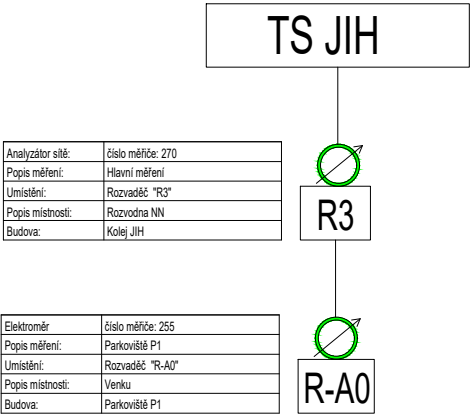 TS JIH
Analyzátor sítě: číslo měřiče: 270
Popis měření: Hlavní měření
Umístění: Rozvaděč "R3"
Popis místnosti: Rozvodna NN
Budova: Kolej JIH
R3
Elektroměr číslo měřiče: 255
Popis měření: Parkoviště P1
Umístění: Rozvaděč "R-A0"
Popis místnosti: Venku
Budova: Parkoviště P1
R-A0